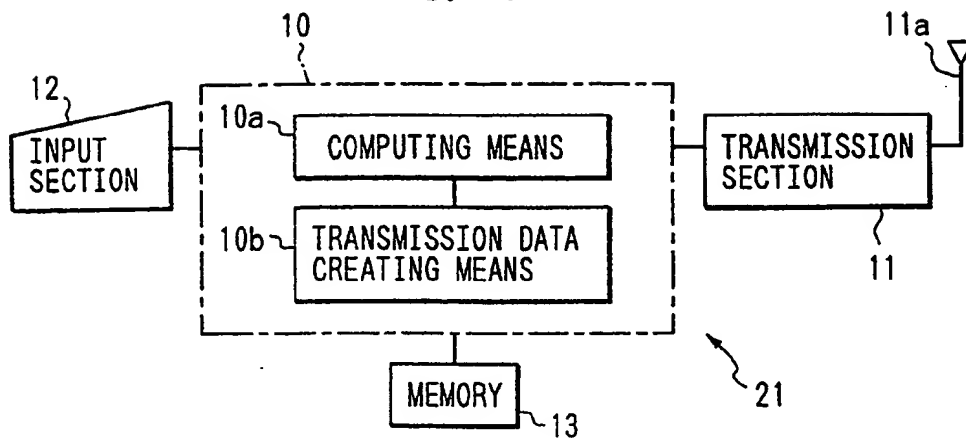 10
11a
12
10a
INPUT
SECTION
COMPUTING MEANS
TRANSMISSION
SECTION
10b
TRANSMISSION DATA
CREATING MEANS
11
MEMORY
13
21